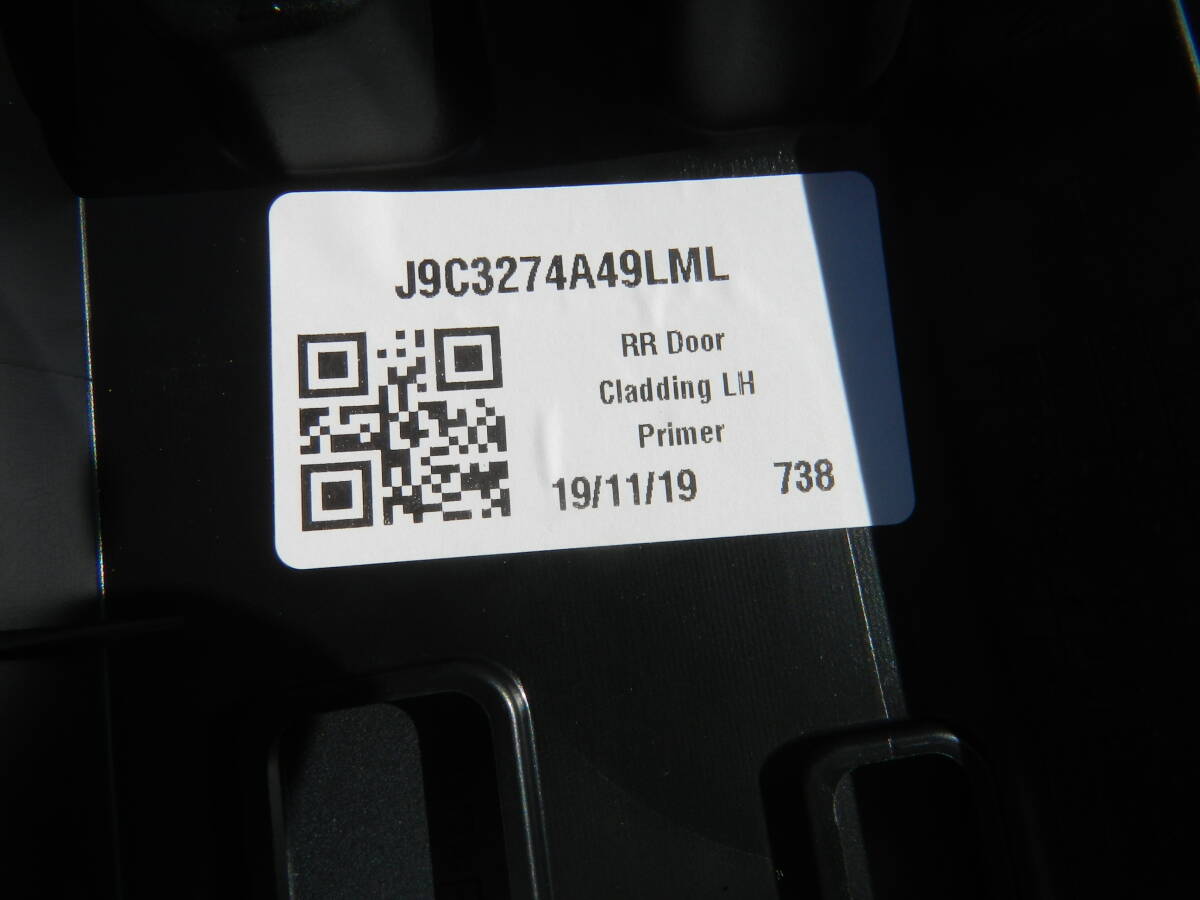 J9C3274A49LML
RR Door
Cladding LH
Primer
19/11/19 738